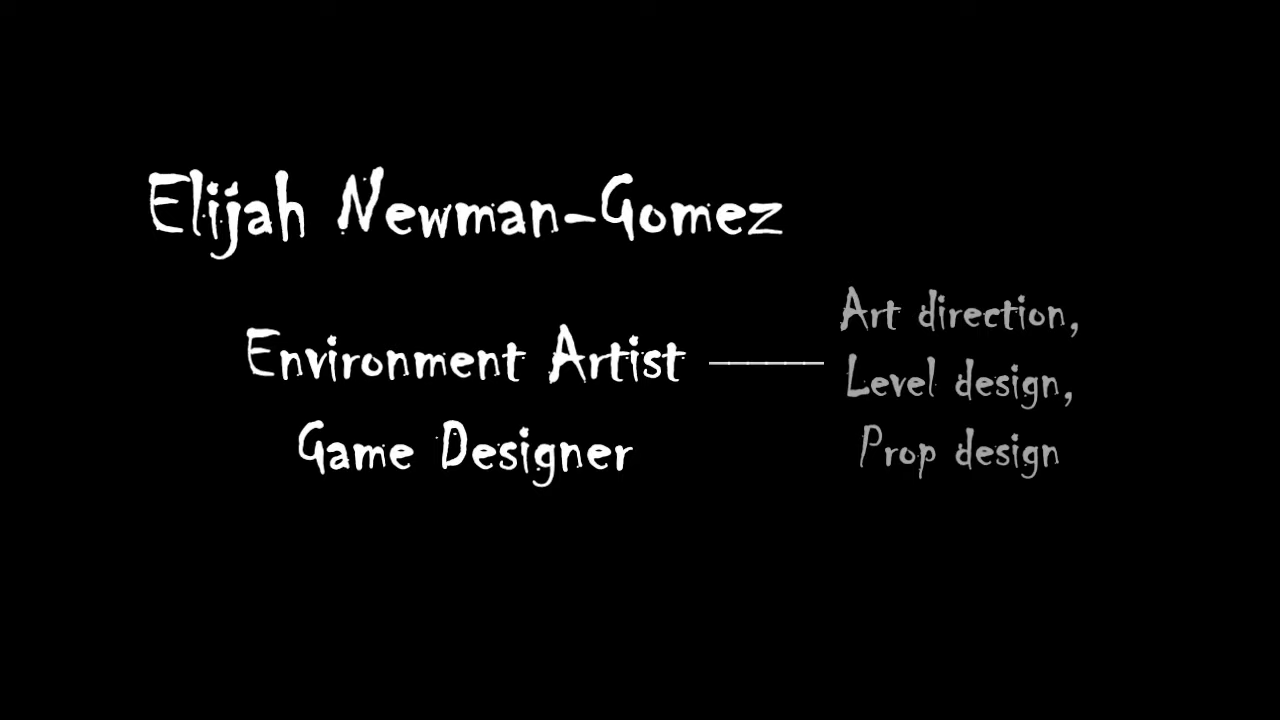 Elijah Newman-Gomez
Environment Artist
Game Designer
Art direction,
Level design,
Prop design